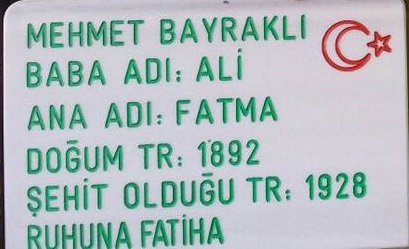 MEHMET BAYRAKLI
BABA ADI: ALİ
ANA ADI: FATMA
DOĞUM TR: 1892
ŞEHİT OLDUĞU TR: 1928
RUHUNA FATİHA